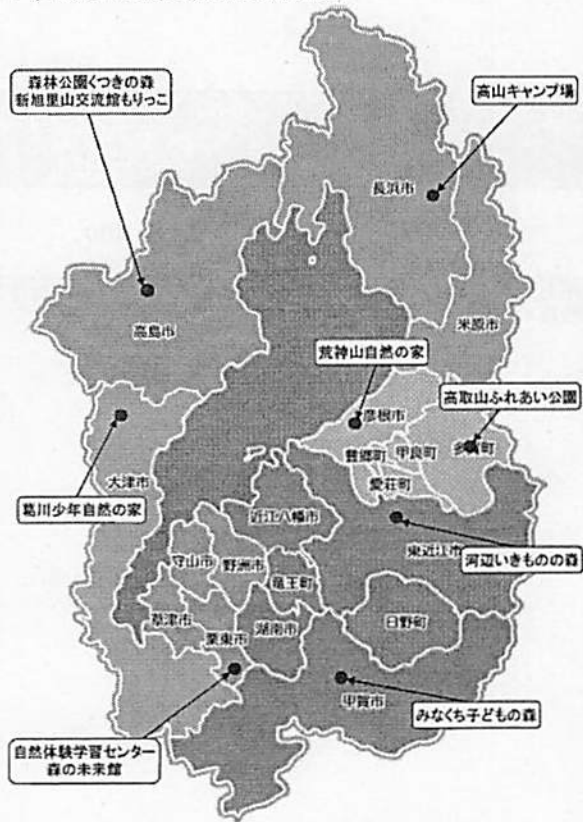 森林公園くつきの森
新旭里山交流館もりっこ
高山キャンプ場
長浜市
高島市
米原市
荒神山自然の家
彦根市
高取山ふれあい公園
豊郷町
甲良町
多賀町
大津市
愛荘町
葛川少年自然の家
近江八幡市
東近江市
河辺いきものの森
守山市
野洲市
竜王町
草津市
栗東市
湖南市
日野町
甲賀市
みなくち子どもの森
自然体験学習センター
森の未来館